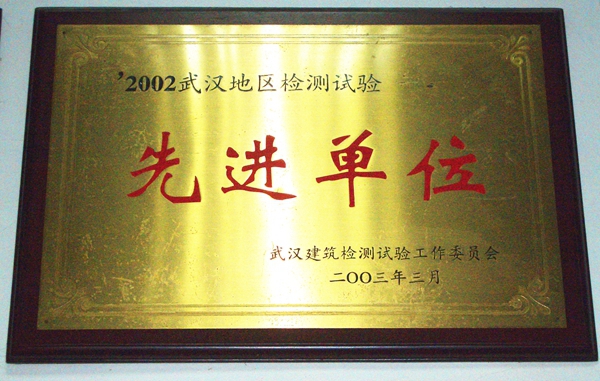 '2002武汉地区检测试验
先进单位
武汉建筑检测试验工作委员会
二OO三年三月